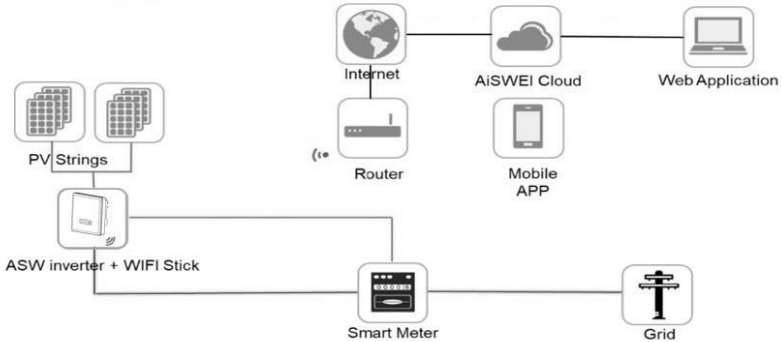 Internet
AiSWEI Cloud
Web Application
PV Strings
Router
Mobile
APP
ASW inverter + WIFI Stick
Smart Meter
Grid